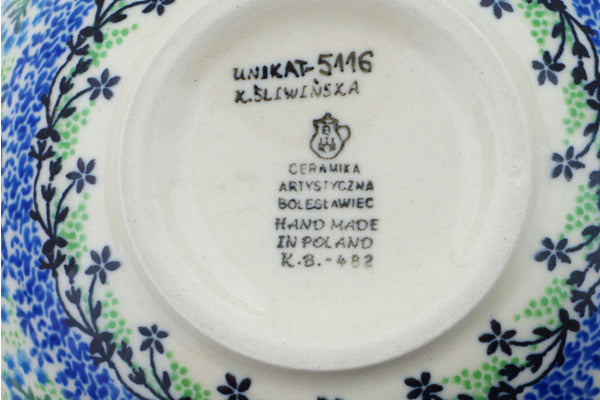 UNIKAT-5116
K.ŚLIWIŃSKA
CERAMIKA
ARTYSTYCZNA
BOLESŁAWIEC
HAND MADE
IN POLAND
K.B.-482